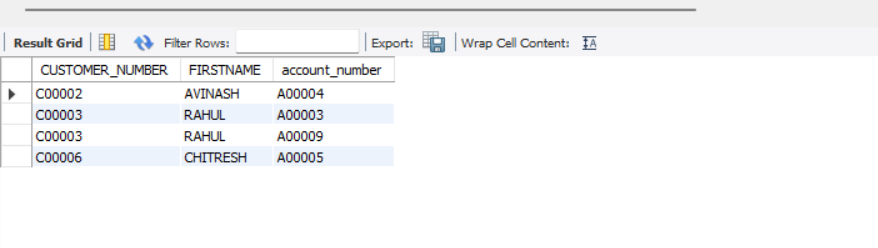 Result Grid Filter Rows: Export: Wrap Cell Content: IA
CUSTOMER_NUMBER FIRSTNAME account_number
C00002 AVINASH A00004
C00003 RAHUL A00003
C00003 RAHUL A00009
C00006 CHITRESH A00005